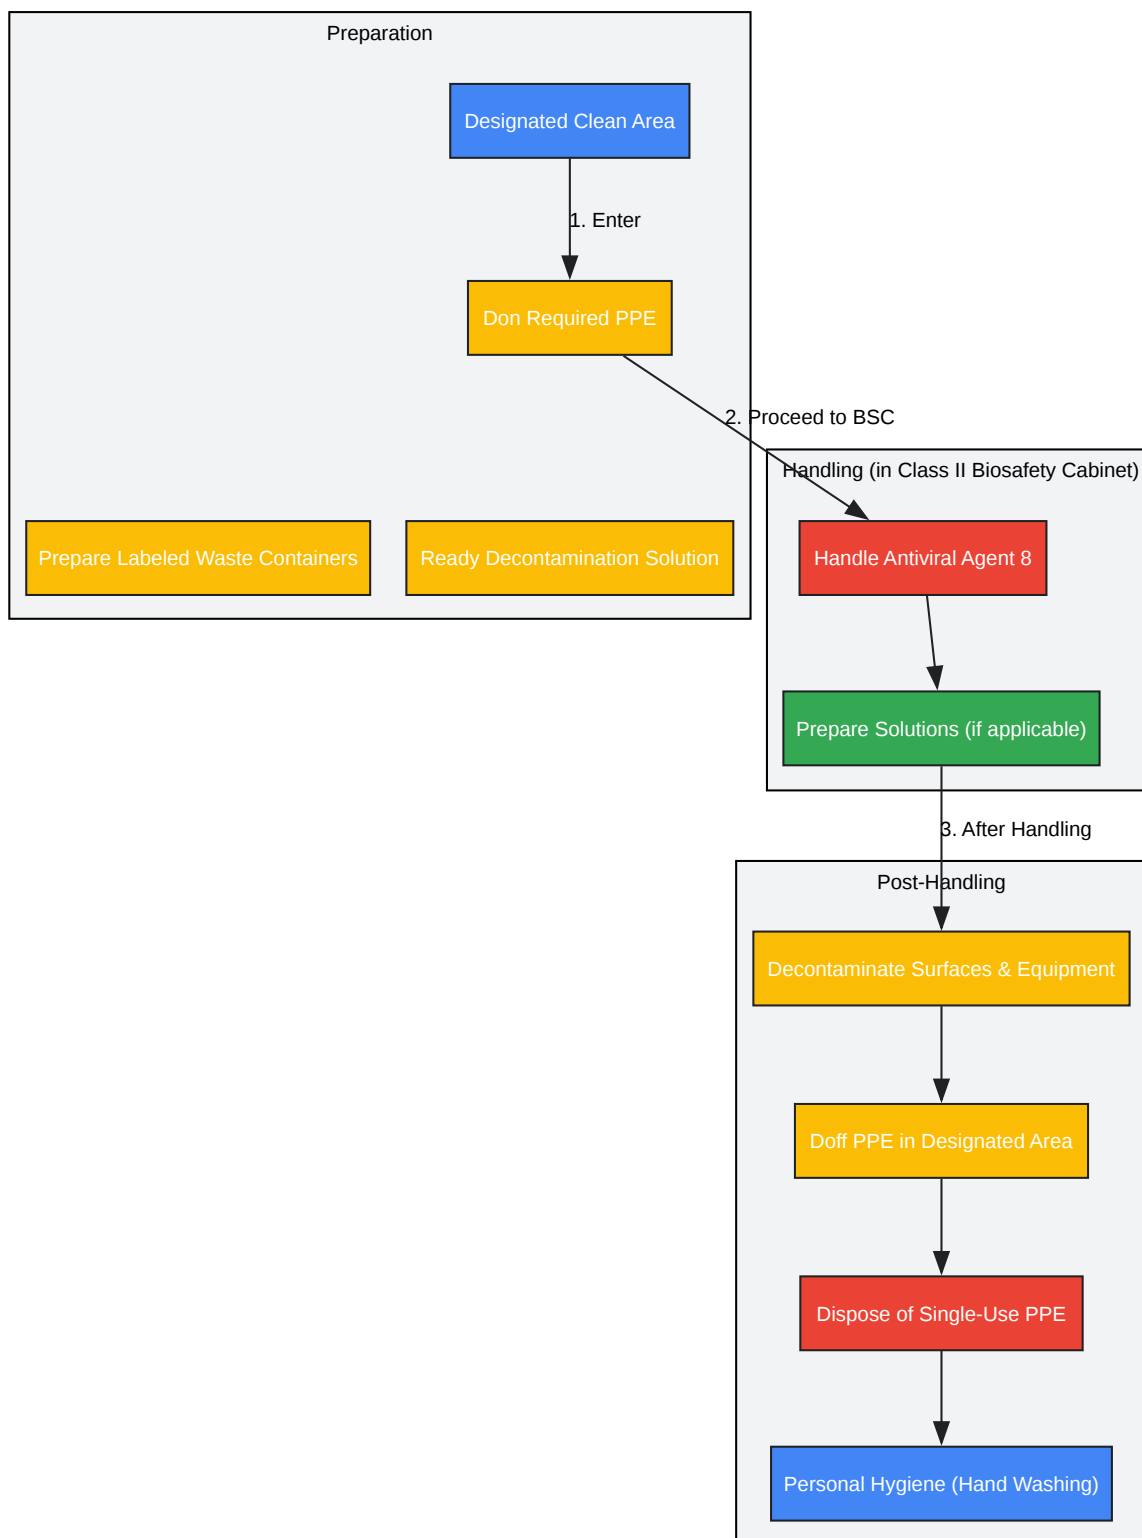 Preparation
Designated Clean Area
1. Enter
Don Required PPE
2. Proceed to BSC
Handling (in Class II Biosafety Cabinet)
Prepare Labeled Waste Containers
Ready Decontamination Solution
Handle Antiviral Agent 8
Prepare Solutions (if applicable)
3. After Handling
Post-Handling
Decontaminate Surfaces & Equipment
Doff PPE in Designated Area
Dispose of Single-Use PPE
Personal Hygiene (Hand Washing)